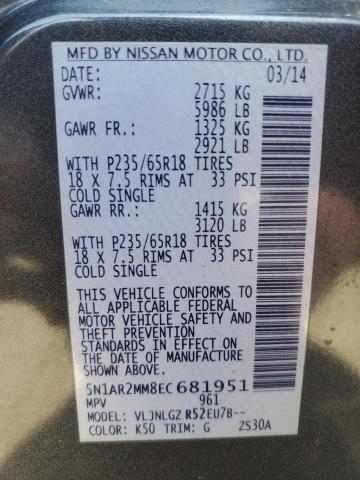 MFD BY NISSAN MOTOR CO., LTD.
DATE: 03/14
GVWR: 2715 KG
5986 LB
GAWR FR.: 1325 KG
2921 LB
WITH P235/65R18 TIRES
18 X 7.5 RIMS AT 33 PSI
COLD SINGLE
GAWR RR.: 1415 KG
3120 LB
WITH P235/65R18 TIRES
18 X 7.5 RIMS AT 33 PSI
COLD SINGLE
THIS VEHICLE CONFORMS TO
ALL APPLICABLE FEDERAL
MOTOR VEHICLE SAFETY AND
THEFT PREVENTION
STANDARDS IN EFFECT ON
THE DATE OF MANUFACTURE
SHOWN ABOVE.
5N1AR2MM8EC681951
MPV 961
MODEL: VLJNLGZ R52EU7B--
COLOR: K50 TRIM: G ZS30A